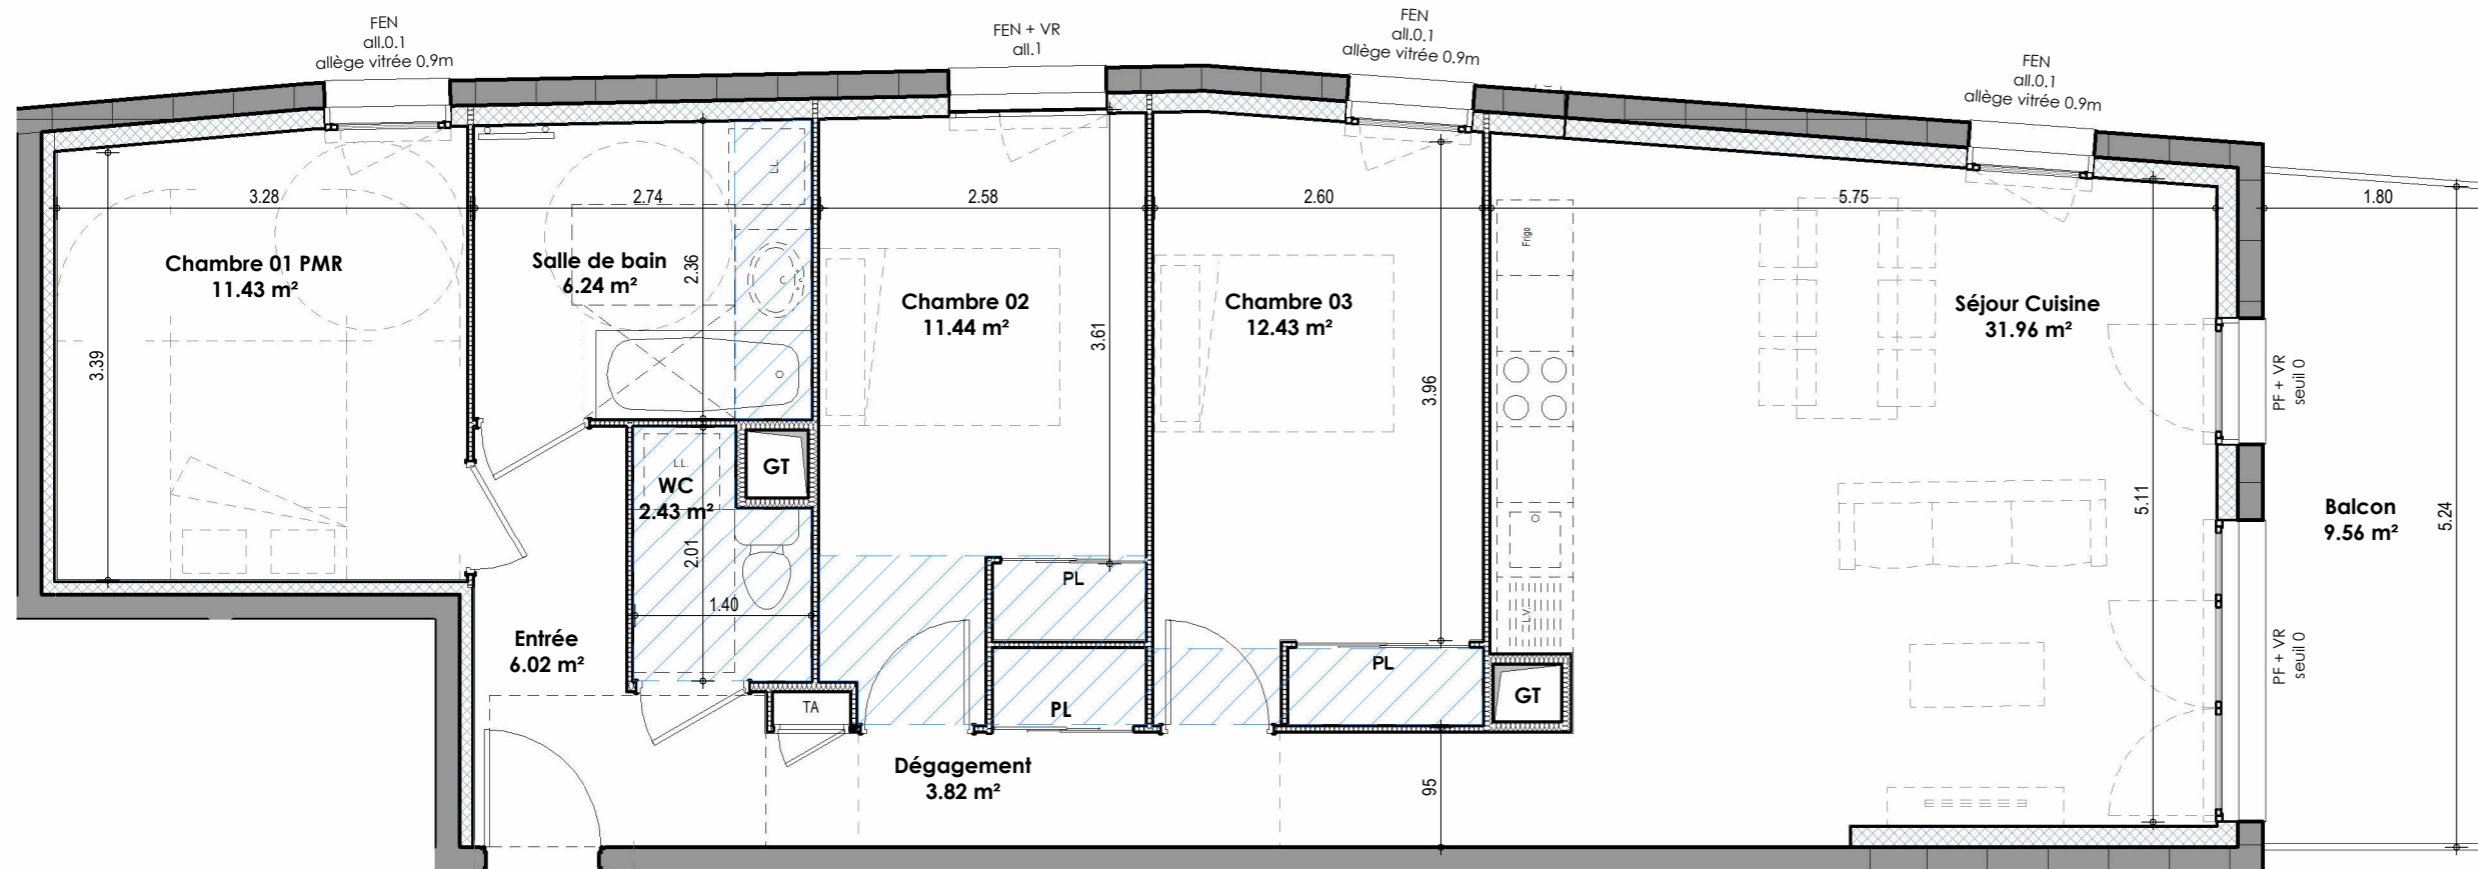 FEN
all.0.1
allège vitrée 0.9m
FEN + VR
all.1
FEN
all.0.1
allège vitrée 0.9m
FEN
all.0.1
allège vitrée 0.9m
3.28
2.74
2.58
2.60
5.75
1.80
Chambre 01 PMR
11.43 m²
3.39
Salle de bain
6.24 m²
2.36
LL
Chambre 02
11.44 m²
3.61
Chambre 03
12.43 m²
3.96
Frigo
Séjour Cuisine
31.96 m²
5.11
PF + VR
seuil 0
PF + VR
seuil 0
Balcon
9.56 m²
5.24
LL
WC
2.43 m²
2.01
1.40
GT
PL
PL
PL
L.V.
GT
TA
Entrée
6.02 m²
Dégagement
3.82 m²
95